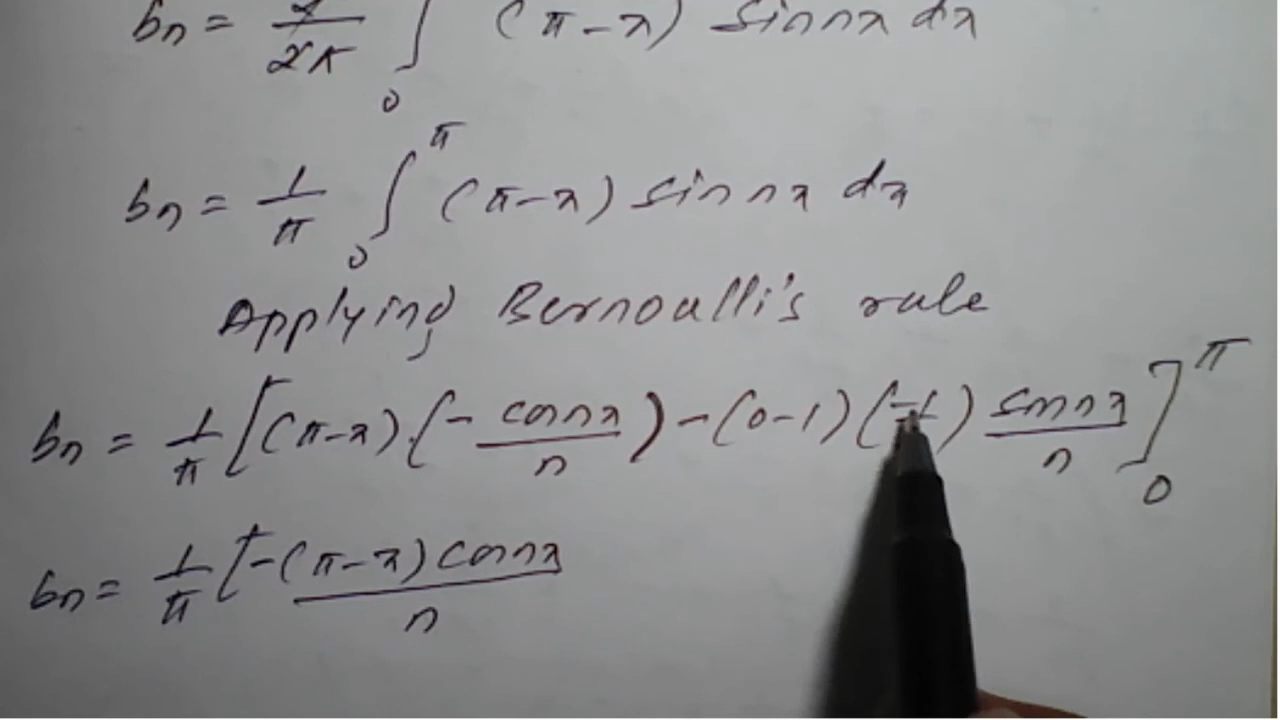 bn = 2/2π ∫0 (π-x) sin nx dx
bn = 1/π ∫0^π (π-x) sin nx dx
Applying Bernoulli's rule
bn = 1/π [(π-x).(- cos nx/n) - (0-1) (-1/n) sin nx/n]0^π
bn = 1/π [-(π-x) cos nx/n